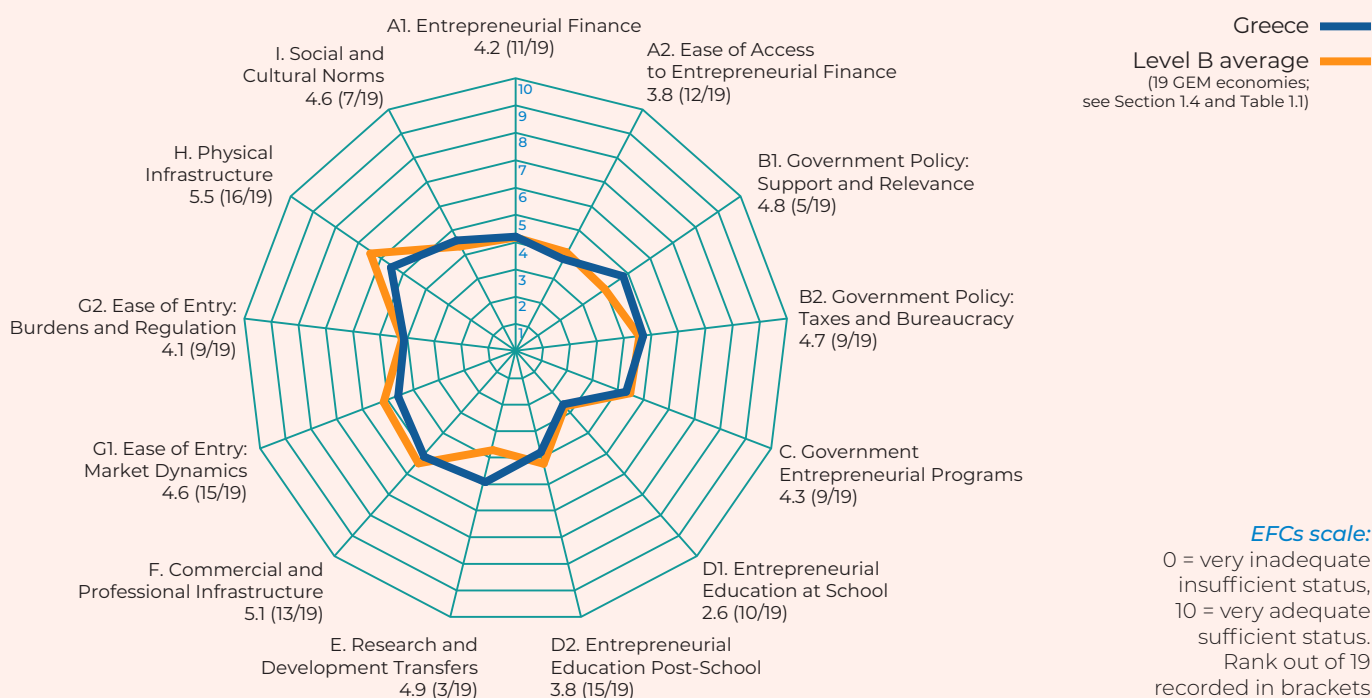 A1. Entrepreneurial Finance
4.2 (11/19)
A2. Ease of Access
to Entrepreneurial Finance
3.8 (12/19)
B1. Government Policy:
Support and Relevance
4.8 (5/19)
B2. Government Policy:
Taxes and Bureaucracy
4.7 (9/19)
C. Government
Entrepreneurial Programs
4.3 (9/19)
D1. Entrepreneurial
Education at School
2.6 (10/19)
D2. Entrepreneurial
Education Post-School
3.8 (15/19)
E. Research and
Development Transfers
4.9 (3/19)
F. Commercial and
Professional Infrastructure
5.1 (13/19)
G1. Ease of Entry:
Market Dynamics
4.6 (15/19)
G2. Ease of Entry:
Burdens and Regulation
4.1 (9/19)
H. Physical
Infrastructure
5.5 (16/19)
I. Social and
Cultural Norms
4.6 (7/19)
10
9
8
7
6
5
4
3
2
1
Greece
Level B average
(19 GEM economies;
see Section 1.4 and Table 1.1)
EFCs scale:
0 = very inadequate
insufficient status,
10 = very adequate
sufficient status.
Rank out of 19
recorded in brackets